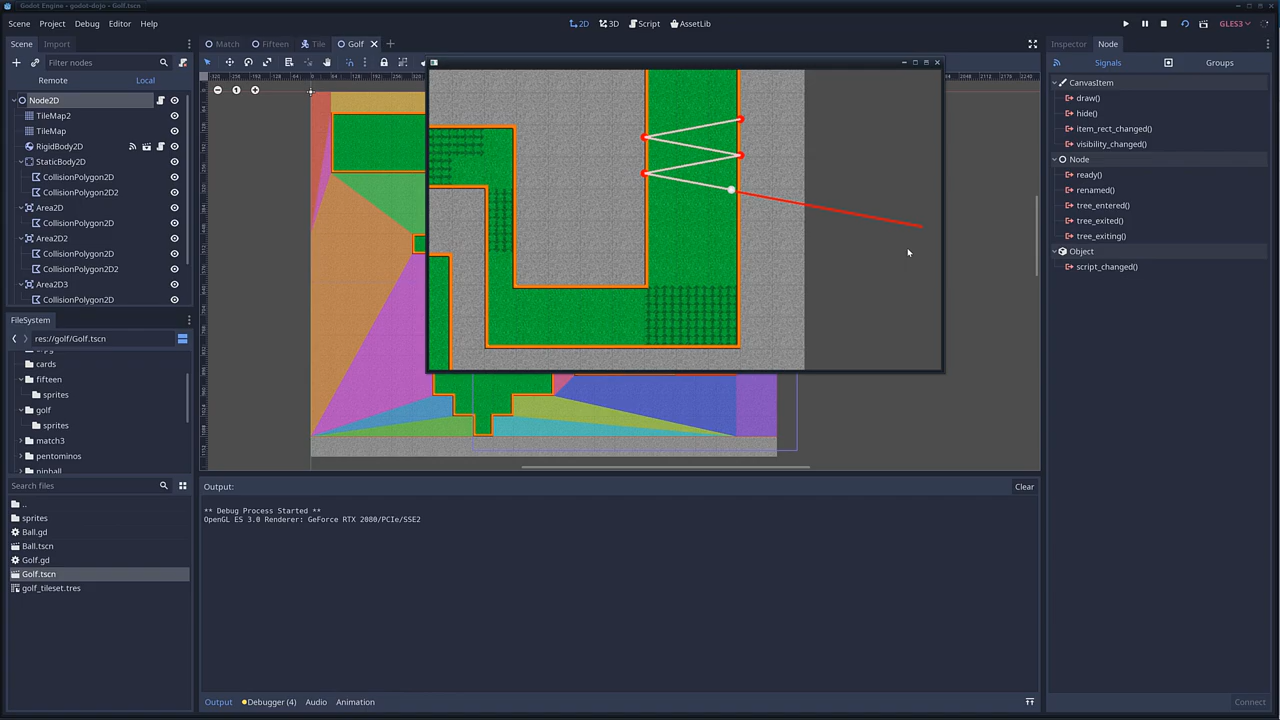 Godot Engine - godot-dojo - Golf.tscn
Scene Project Debug Editor Help
2D 3D Script AssetLib
GLES3
Scene Import
Match Fifteen Tile Golf
Inspector Node
Filter nodes
Signals Groups
Remote Local
CanvasItem
Node2D
draw()
TileMap2
hide()
TileMap
item_rect_changed()
RigidBody2D
visibility_changed()
StaticBody2D
Node
CollisionPolygon2D
ready()
CollisionPolygon2D2
renamed()
Area2D
tree_entered()
CollisionPolygon2D
tree_exited()
Area2D2
tree_exiting()
CollisionPolygon2D
Object
CollisionPolygon2D2
script_changed()
Area2D3
CollisionPolygon2D
FileSystem
res://golf/Golf.tscn
cards
fifteen
sprites
golf
sprites
match3
pentominos
pinball
Search files
..
sprites
Ball.gd
Ball.tscn
Golf.gd
Golf.tscn
golf_tileset.tres
Output:
Clear
** Debug Process Started **
OpenGL ES 3.0 Renderer: GeForce RTX 2080/PCIe/SSE2
Output Debugger (4) Audio Animation
Connect